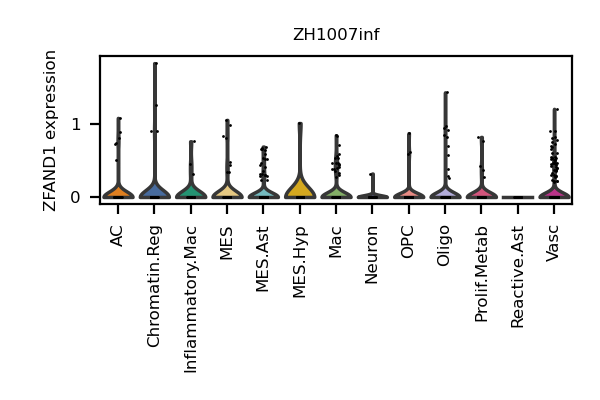 ZH1007inf
ZFAND1 expression
1
0
AC
Chromatin.Reg
Inflammatory.Mac
MES
MES.Ast
MES.Hyp
Mac
Neuron
OPC
Oligo
Prolif.Metab
Reactive.Ast
Vasc